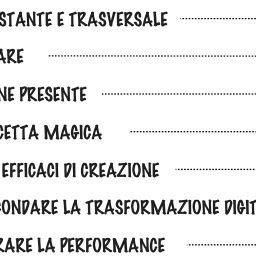 STANTE E TRASVERSALE
ARE
NE PRESENTE
CETTA MAGICA
EFFICACI DI CREAZIONE
CONDARE LA TRASFORMAZIONE DIGIT
RARE LA PERFORMANCE